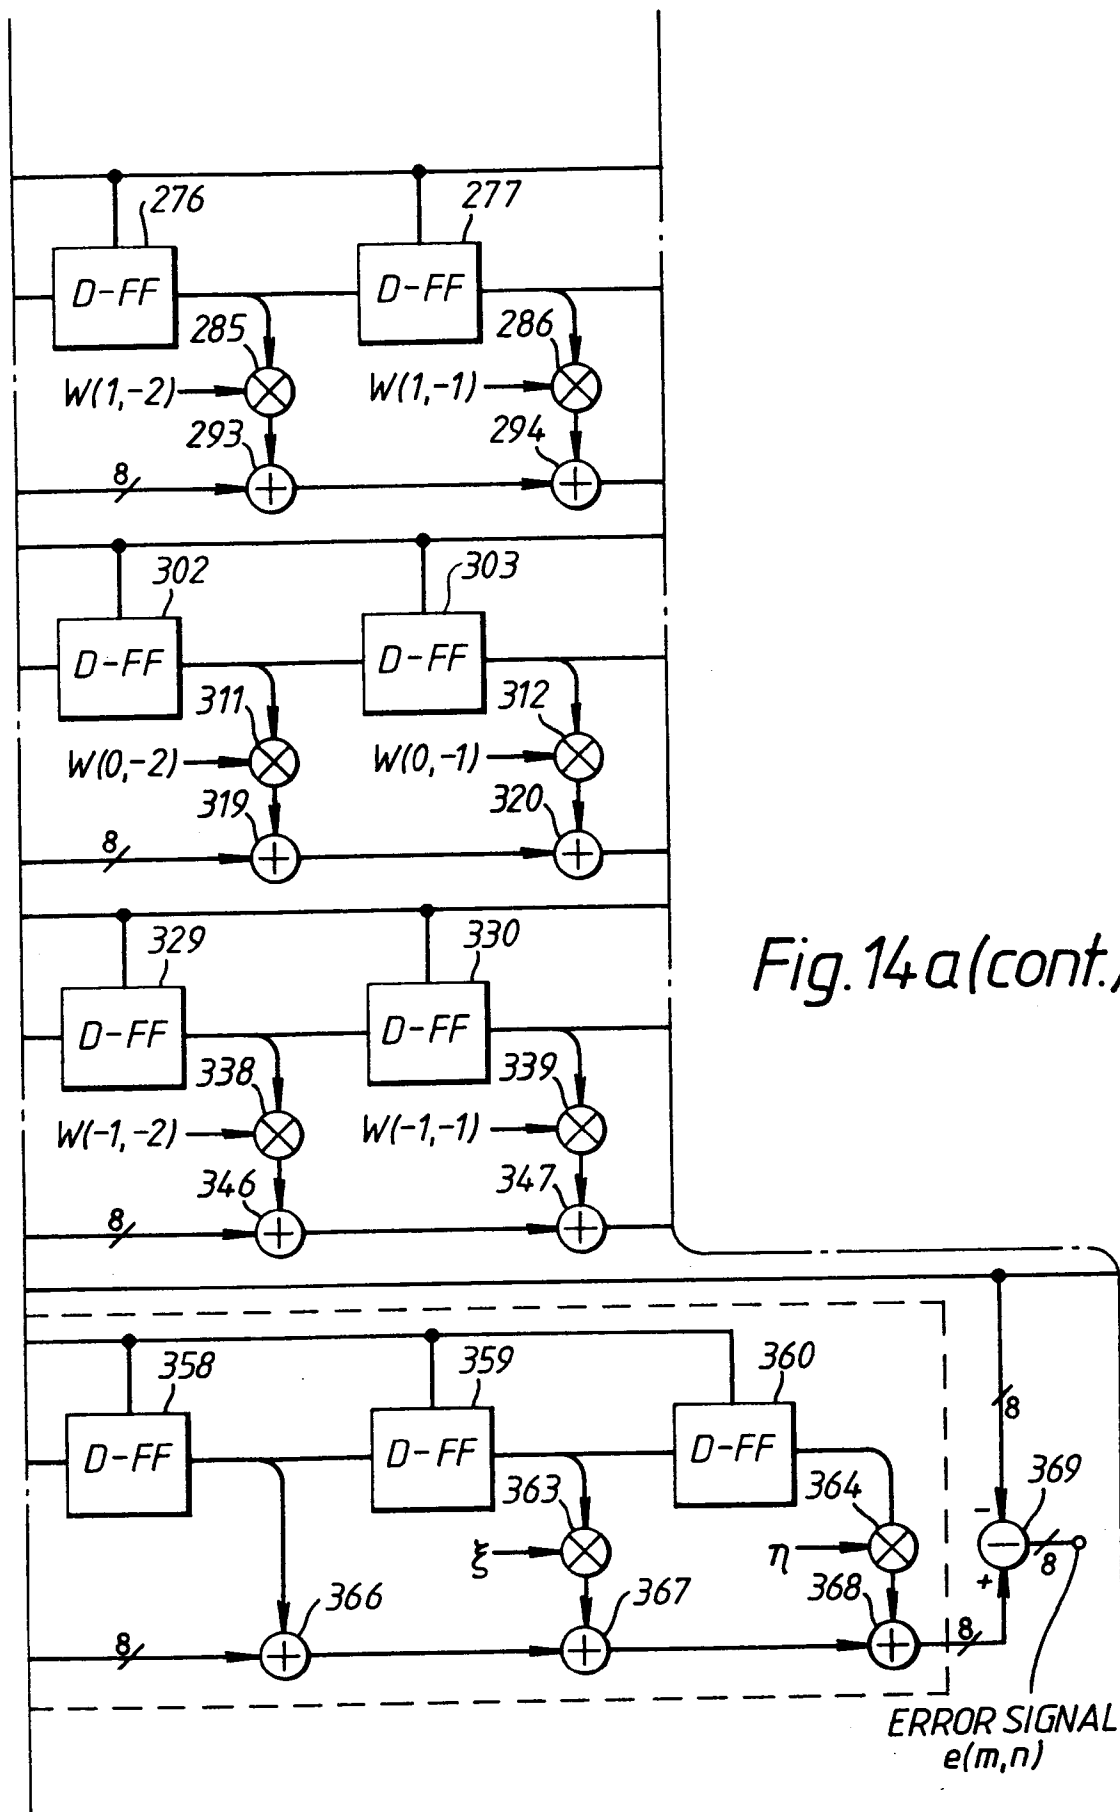 276
277
D-FF
D-FF
285
286
W(1,-2)
W(1,-1)
293
294
8
302
303
D-FF
D-FF
311
312
W(0,-2)
W(0,-1)
319
320
8
329
330
Fig.14a(cont.)
D-FF
D-FF
338
339
W(-1,-2)
W(-1,-1)
346
347
8
358
359
360
8
D-FF
D-FF
D-FF
363
364
369
-
ξ
η
8
+
366
367
368
8
8
ERROR SIGNAL
e(m,n)